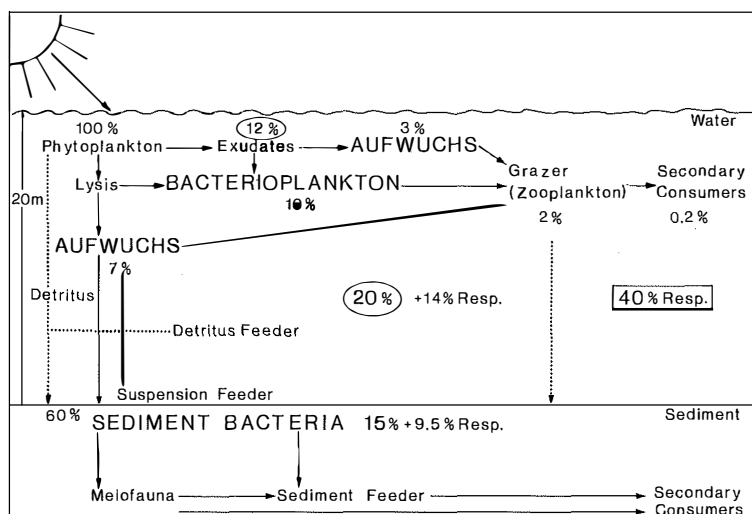 Water
100% 12% 3%
Phytoplankton Exudates AUFWUCHS
Grazer Secondary
Lysis BACTERIOPLANKTON (Zooplankton) Consumers
20m
10% 2% 0.2%
AUFWUCHS
7%
Detritus 20% +14% Resp. 40% Resp.
Detritus Feeder
Suspension Feeder
60% SEDIMENT BACTERIA 15% + 9.5% Resp. Sediment
Meiofauna Sediment Feeder Secondary
Consumers